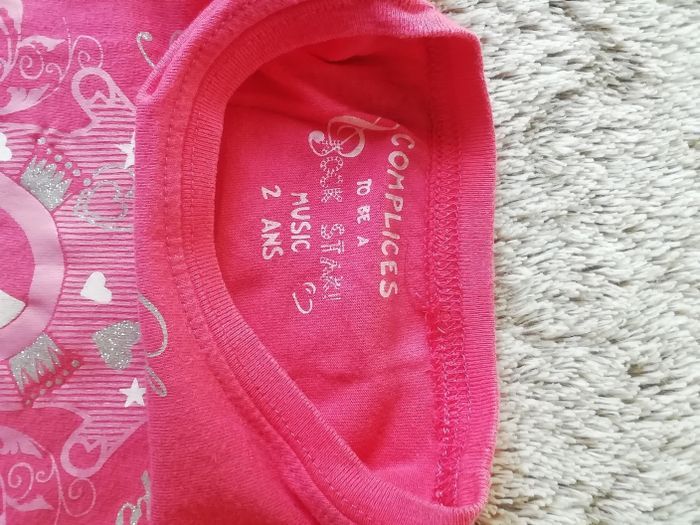 COMPLICES
TO BE A
ROCK STAR!
MUSIC
2 ANS